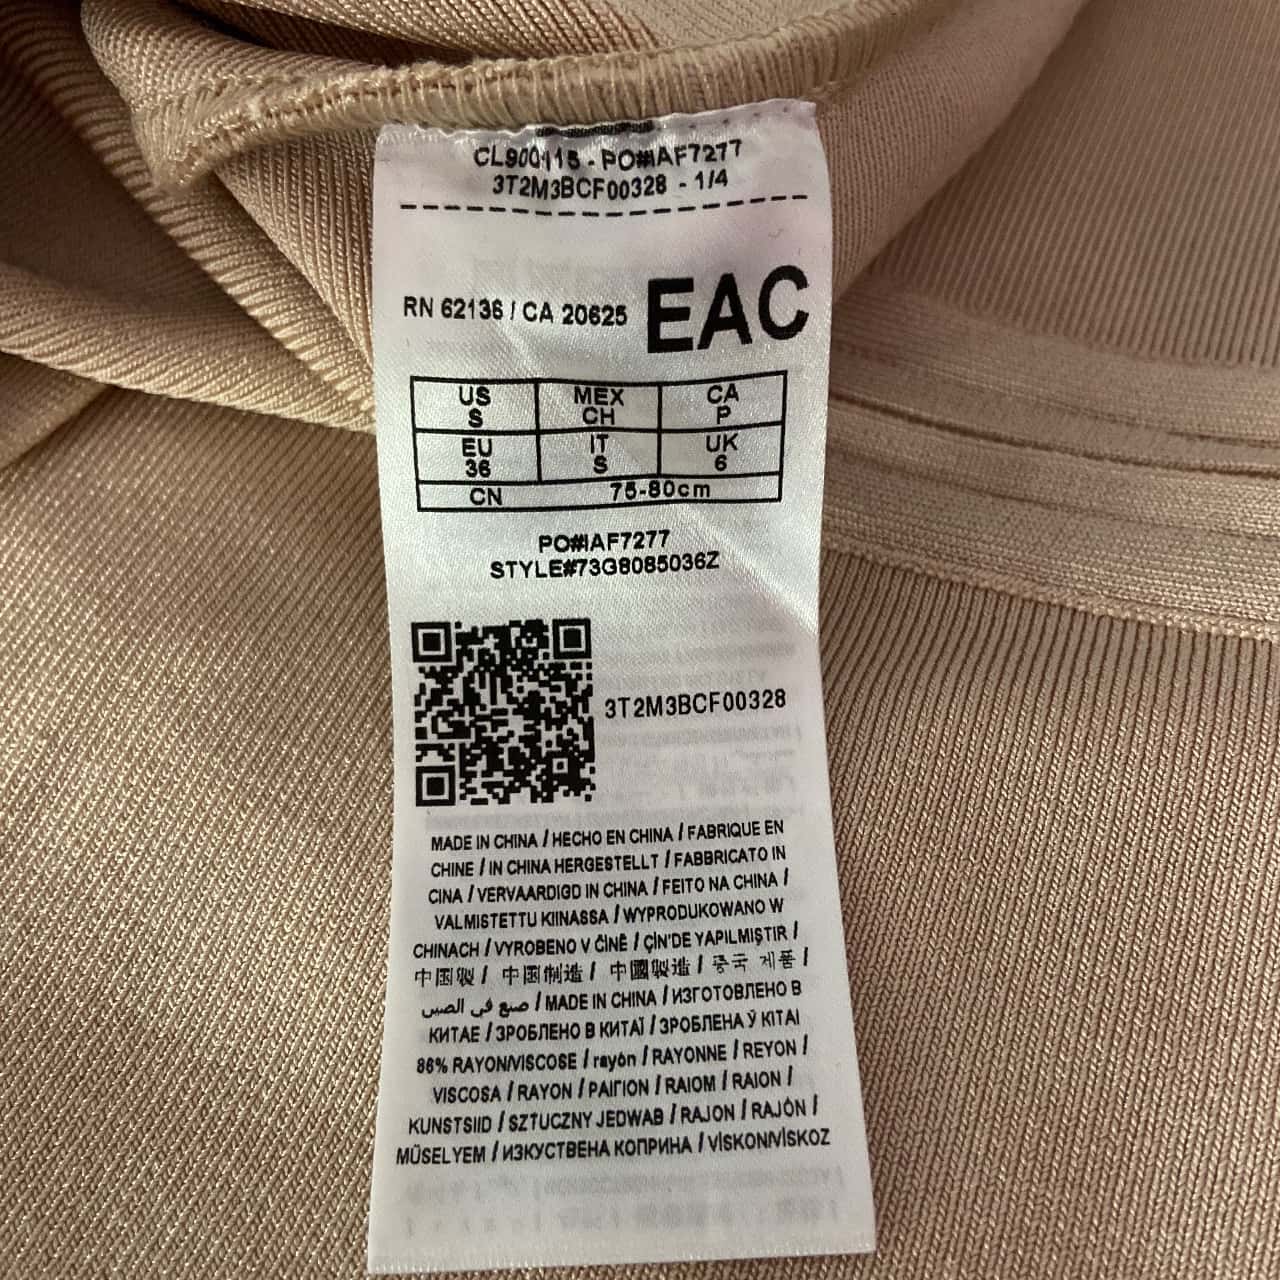 CL900115 - PO#IAF7277
3T2M3BCF00328 - 1/4
RN 62136 / CA 20625 EAC
US MEX CA
S CH P
EU IT UK
36 S 6
CN 75-80cm
PO#IAF7277
STYLE#73G8085036Z
3T2M3BCF00328
MADE IN CHINA / HECHO EN CHINA / FABRIQUE EN
CHINE / IN CHINA HERGESTELLT / FABBRICATO IN
CINA / VERVAARDIGD IN CHINA / FEITO NA CHINA /
VALMISTETTU KIINASSA / WYPRODUKOWANO W
CHINACH / VYROBENO V ČÍNĚ / ÇİN'DE YAPILMIŞTIR /
中国製 / 中国制造 / 中國製造 / 중국 제품 /
صنع في الصين / MADE IN CHINA / ИЗГОТОВЛЕНО В
КИТАЕ / ЗРОБЛЕНО В КИТАЇ / ЗРОБЛЕНА Ў КІТАІ
86% RAYON/VISCOSE / rayón / RAYONNE / REYON /
VISCOSA / RAYON / ΡΑΙΓΙΟΝ / RAIOM / RAION /
KUNSTSIID / SZTUCZNY JEDWAB / RAJON / RAJÓN /
MŰSELYEM / ИЗКУСТВЕНА КОПРИНА / VİSKON/VİSKOZ